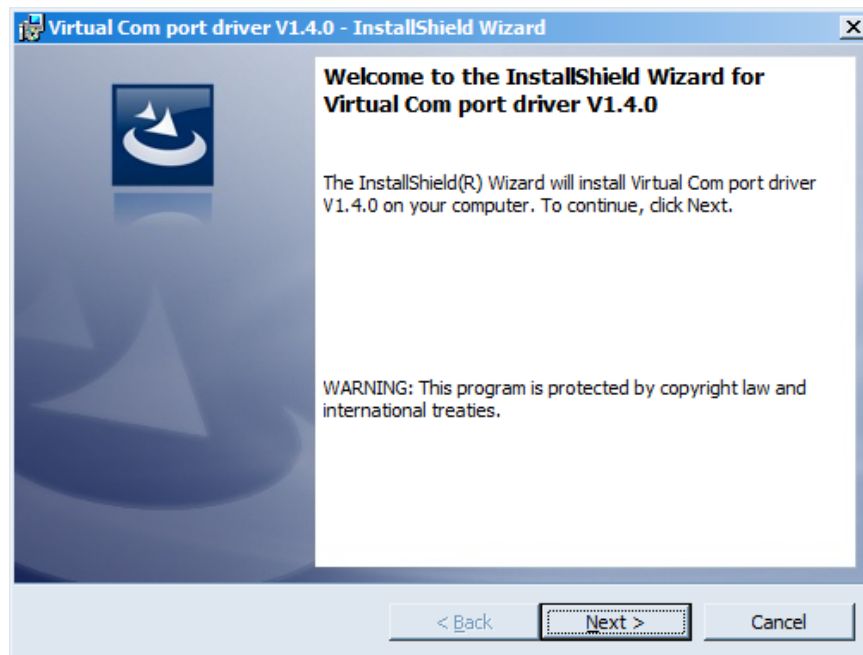 Virtual Com port driver V1.4.0 - InstallShield Wizard
Welcome to the InstallShield Wizard for
Virtual Com port driver V1.4.0
The InstallShield(R) Wizard will install Virtual Com port driver
V1.4.0 on your computer. To continue, click Next.
WARNING: This program is protected by copyright law and
international treaties.
< Back
Next >
Cancel